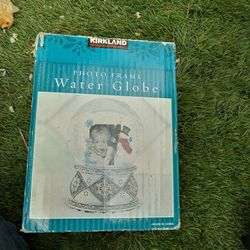 KIRKLAND
PHOTO FRAME
Water Globe